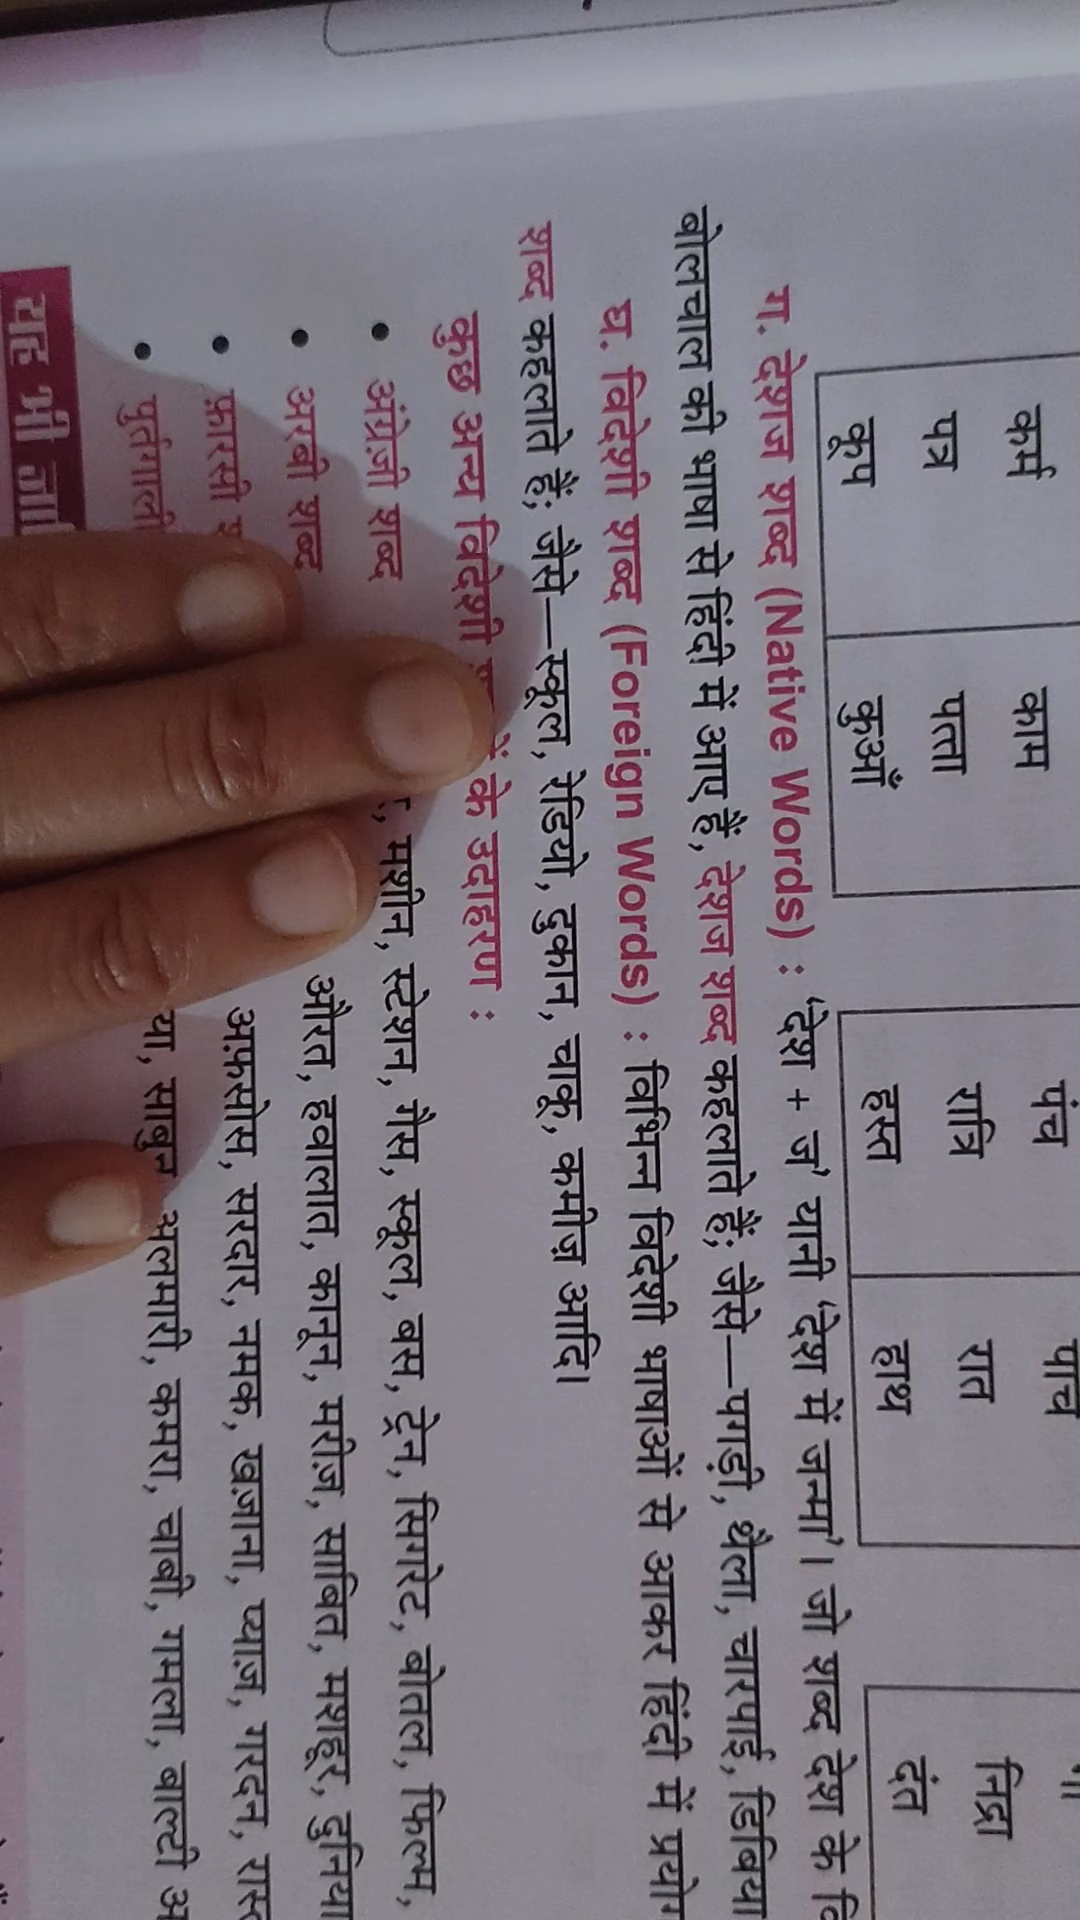 कर्म काम पंच पाँच
पत्र पत्ता रात्रि रात निद्रा
कूप कुआँ हस्त हाथ दंत
ग. देशज शब्द (Native Words) : 'देश + ज' यानी 'देश में जन्मा'। जो शब्द देश के
बोलचाल की भाषा से हिंदी में आए हैं, देशज शब्द कहलाते हैं; जैसे—पगड़ी, थैला, चारपाई, डिबिया
घ. विदेशी शब्द (Foreign Words) : विभिन्न विदेशी भाषाओं से आकर हिंदी में प्रयोग
शब्द कहलाते हैं; जैसे—स्कूल, रेडियो, दुकान, चाकू, कमीज़ आदि।
कुछ अन्य विदेशी के उदाहरण :
• अंग्रेज़ी शब्द , मशीन, स्टेशन, गैस, स्कूल, बस, ट्रेन, सिगरेट, बोतल, फिल्म,
• अरबी शब्द औरत, हवालात, कानून, मरीज़, साबित, मशहूर, दुनिया
• फ़ारसी अफ़सोस, सरदार, नमक, खज़ाना, प्याज़, गरदन,
• पुर्तगाली साबुन कमरा, चाबी, गमला, बाल्टी
यह भी